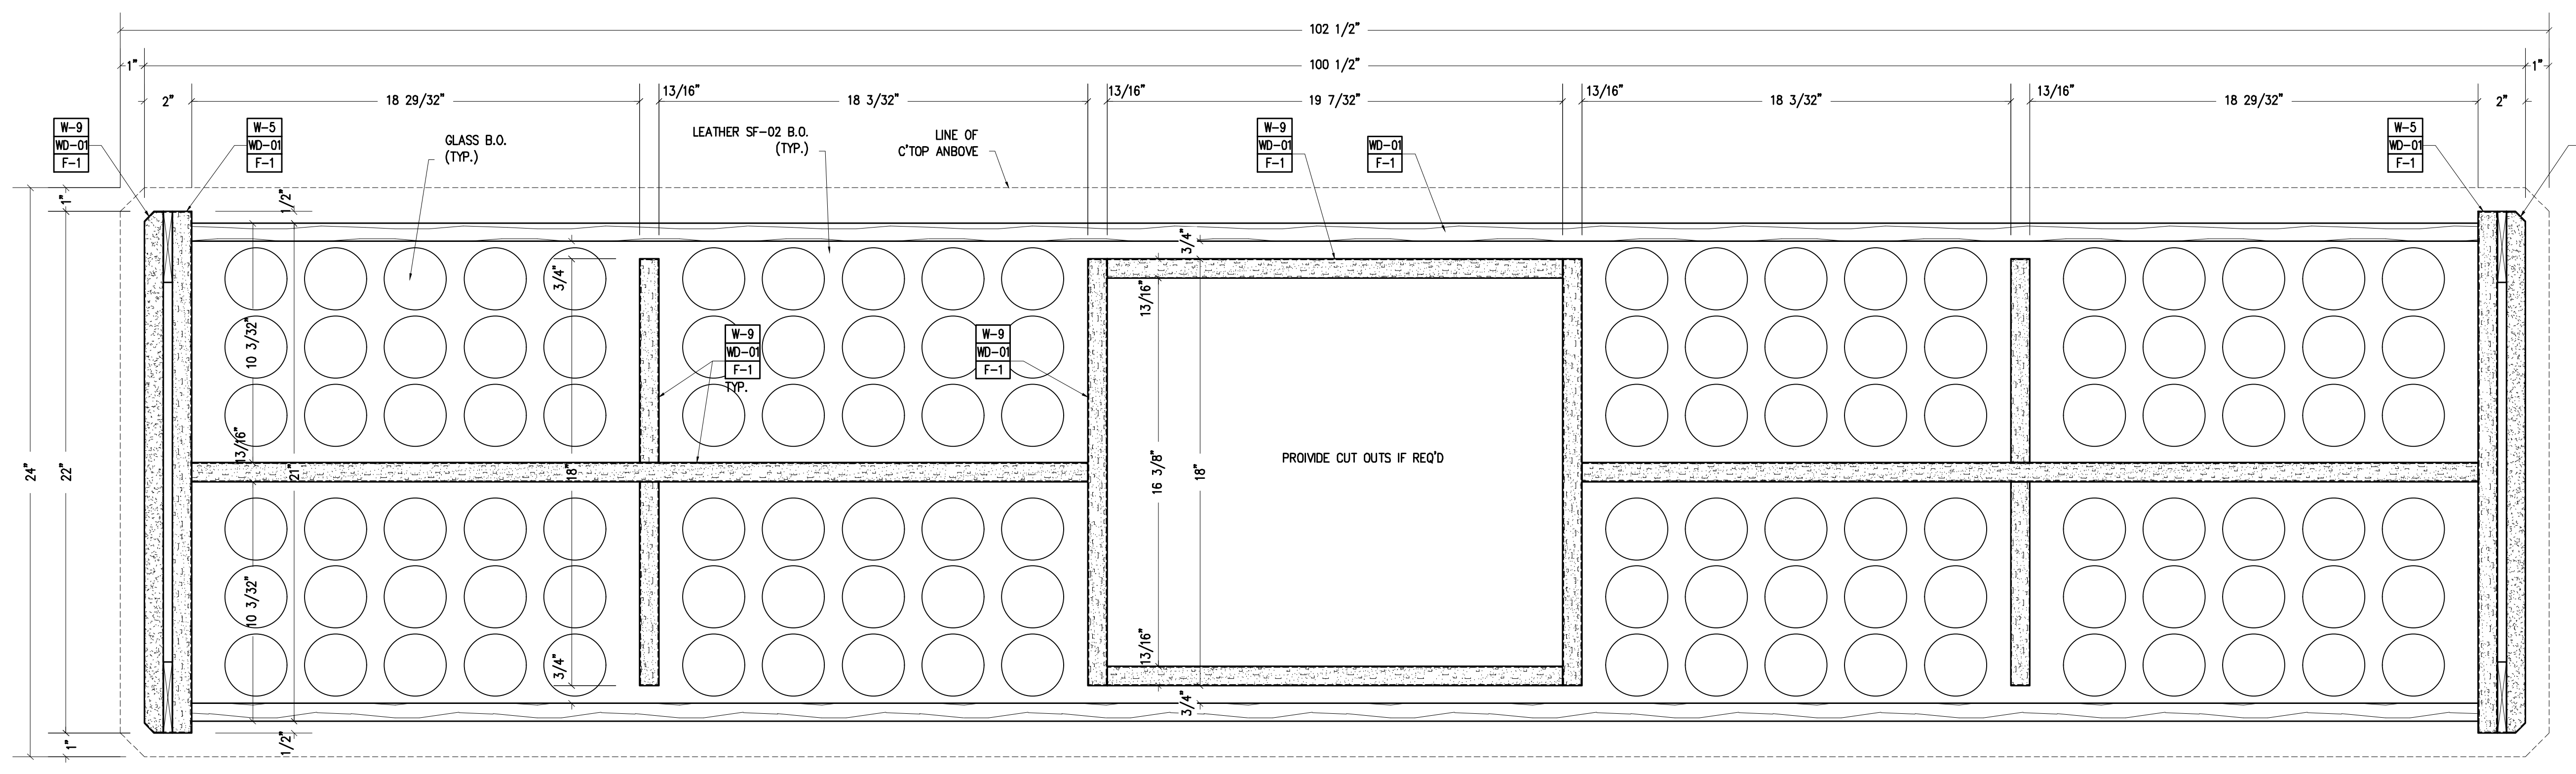 102 1/2"
1"
100 1/2"
1"
2"
18 29/32"
13/16"
18 3/32"
13/16"
19 7/32"
13/16"
18 3/32"
13/16"
18 29/32"
2"
W-9
WD-01
F-1
W-5
WD-01
F-1
GLASS B.O.
(TYP.)
LEATHER SF-02 B.O.
(TYP.)
LINE OF
C'TOP ANBOVE
W-9
WD-01
F-1
WD-01
F-1
W-5
WD-01
F-1
1"
1/2"
3/4"
3/4"
13/16"
10 3/32"
W-9
WD-01
F-1
TYP.
W-9
WD-01
F-1
13/16"
24"
22"
21"
18"
16 3/8"
18"
PROIVIDE CUT OUTS IF REQ'D
10 3/32"
3/4"
13/16"
3/4"
1"
1/2"